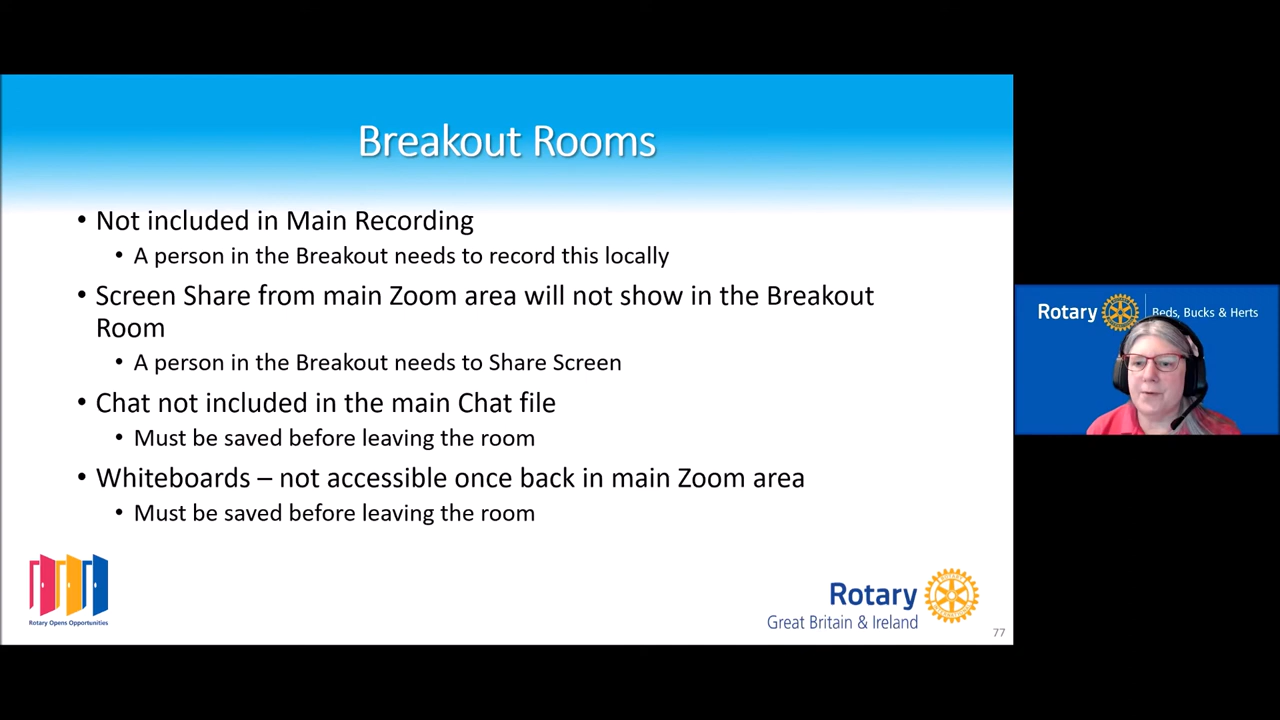 Breakout Rooms
• Not included in Main Recording
• A person in the Breakout needs to record this locally
• Screen Share from main Zoom area will not show in the Breakout
Room
• A person in the Breakout needs to Share Screen
• Chat not included in the main Chat file
• Must be saved before leaving the room
• Whiteboards – not accessible once back in main Zoom area
• Must be saved before leaving the room
Rotary Opens Opportunities
Rotary
Great Britain & Ireland
77
Rotary | Beds, Bucks & Herts